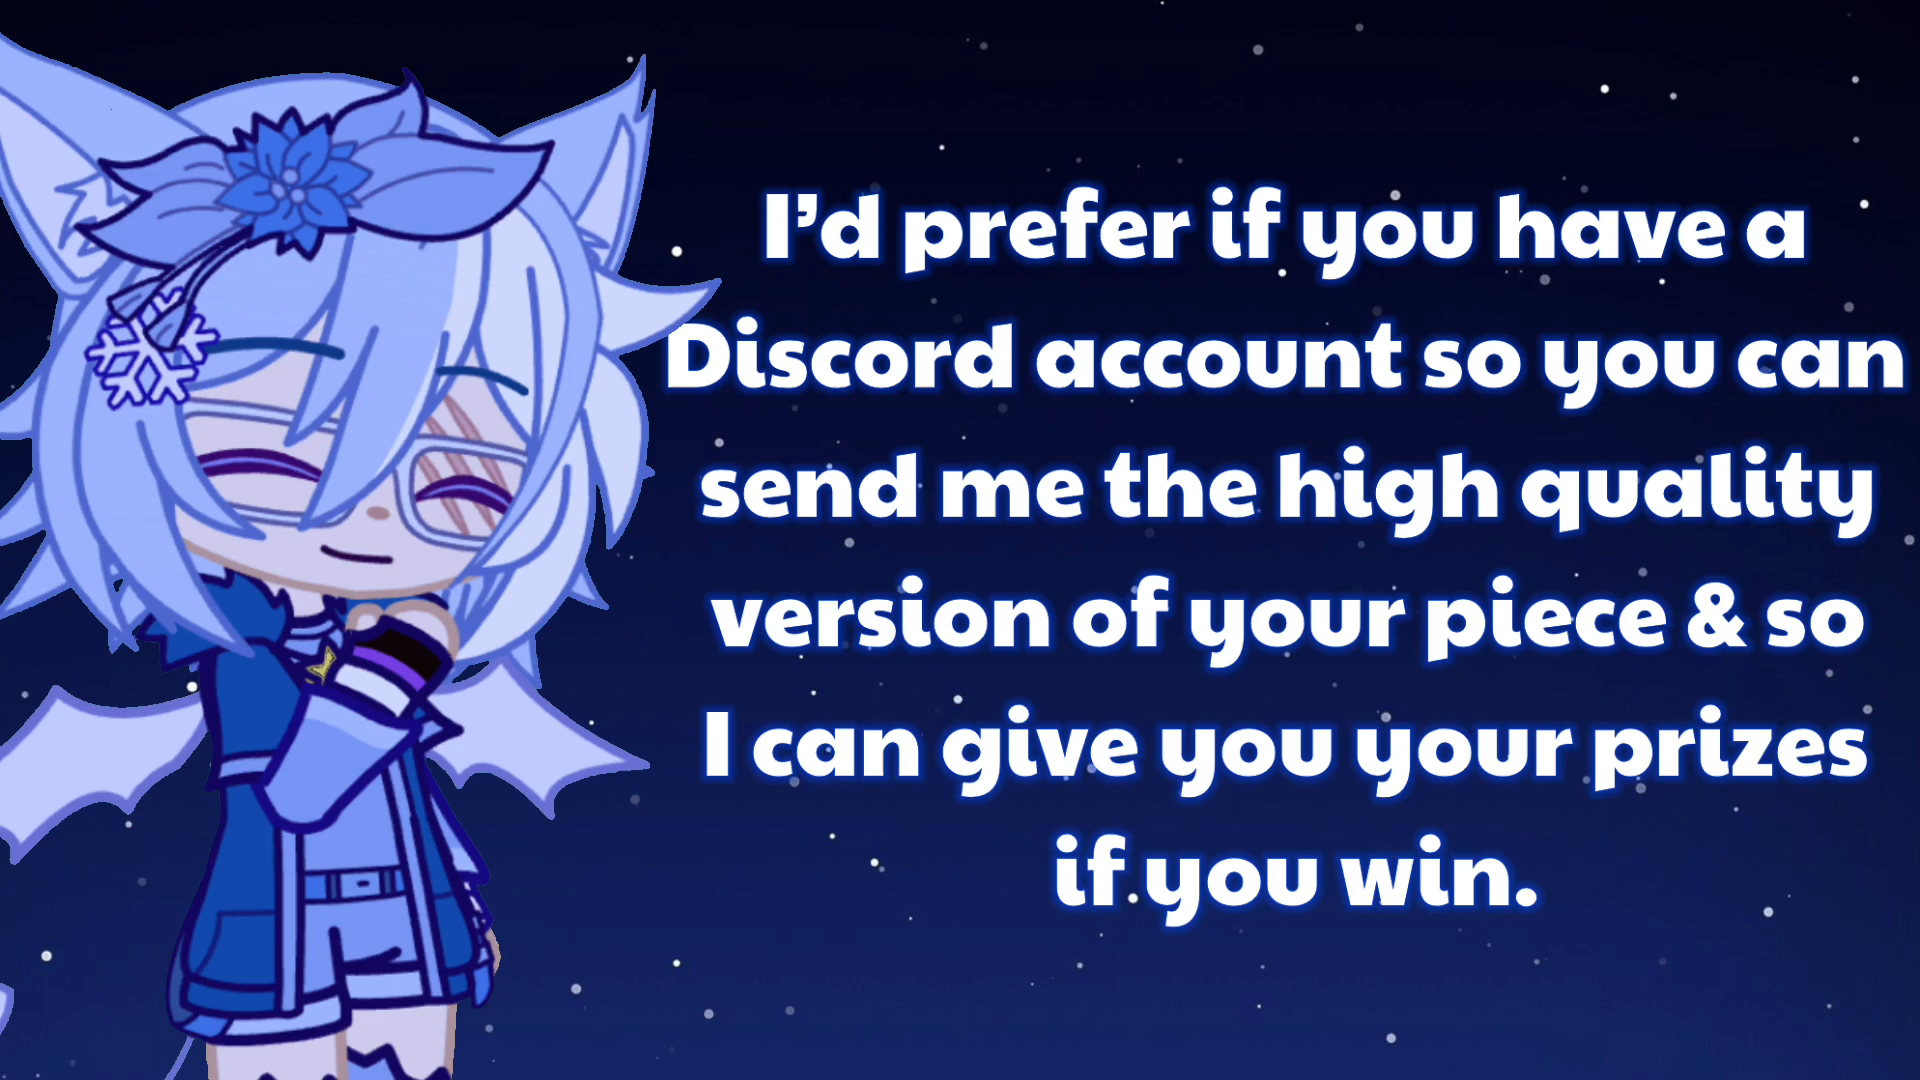 I’d prefer if you have a
Discord account so you can
send me the high quality
version of your piece & so
I can give you your prizes
if you win.